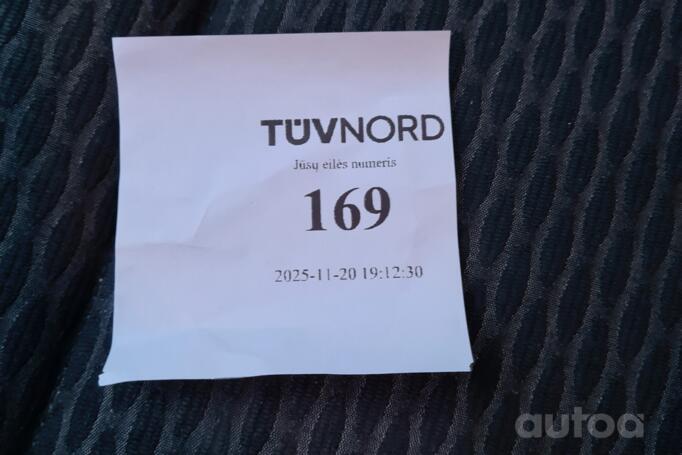 TÜVNORD
Jūsų eilės numeris
169
2025-11-20 19:12:30
autoa